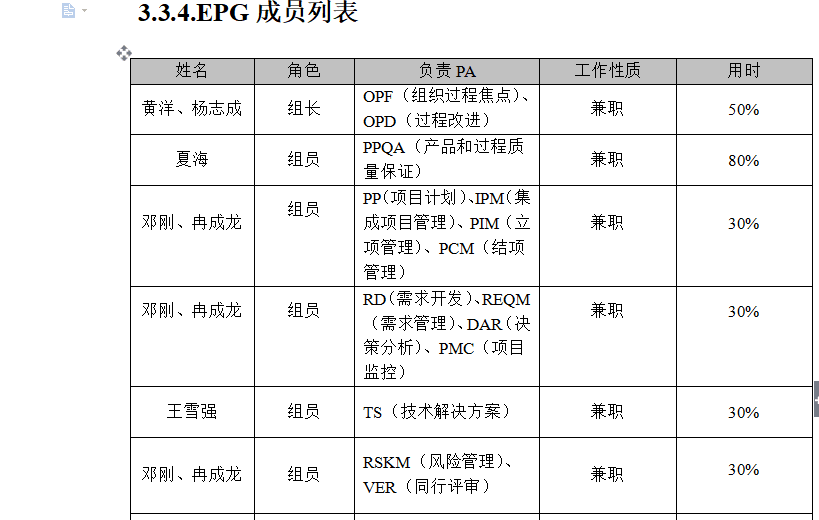 3.3.4.EPG 成员列表
姓名 角色 负责 PA 工作性质 用时
黄洋、杨志成 组长 OPF（组织过程焦点）、 兼职 50%
OPD（过程改进）
夏海 组员 PPQA（产品和过程质 兼职 80%
量保证）
邓刚、冉成龙 组员 PP（项目计划）、IPM（集 兼职 30%
成项目管理）、PIM（立
项管理）、PCM（结项
管理）
邓刚、冉成龙 组员 RD（需求开发）、REQM 兼职 30%
（需求管理）、DAR（决
策分析）、PMC（项目
监控）
王雪强 组员 TS（技术解决方案） 兼职 30%
邓刚、冉成龙 组员 RSKM（风险管理）、 兼职 30%
VER（同行评审）